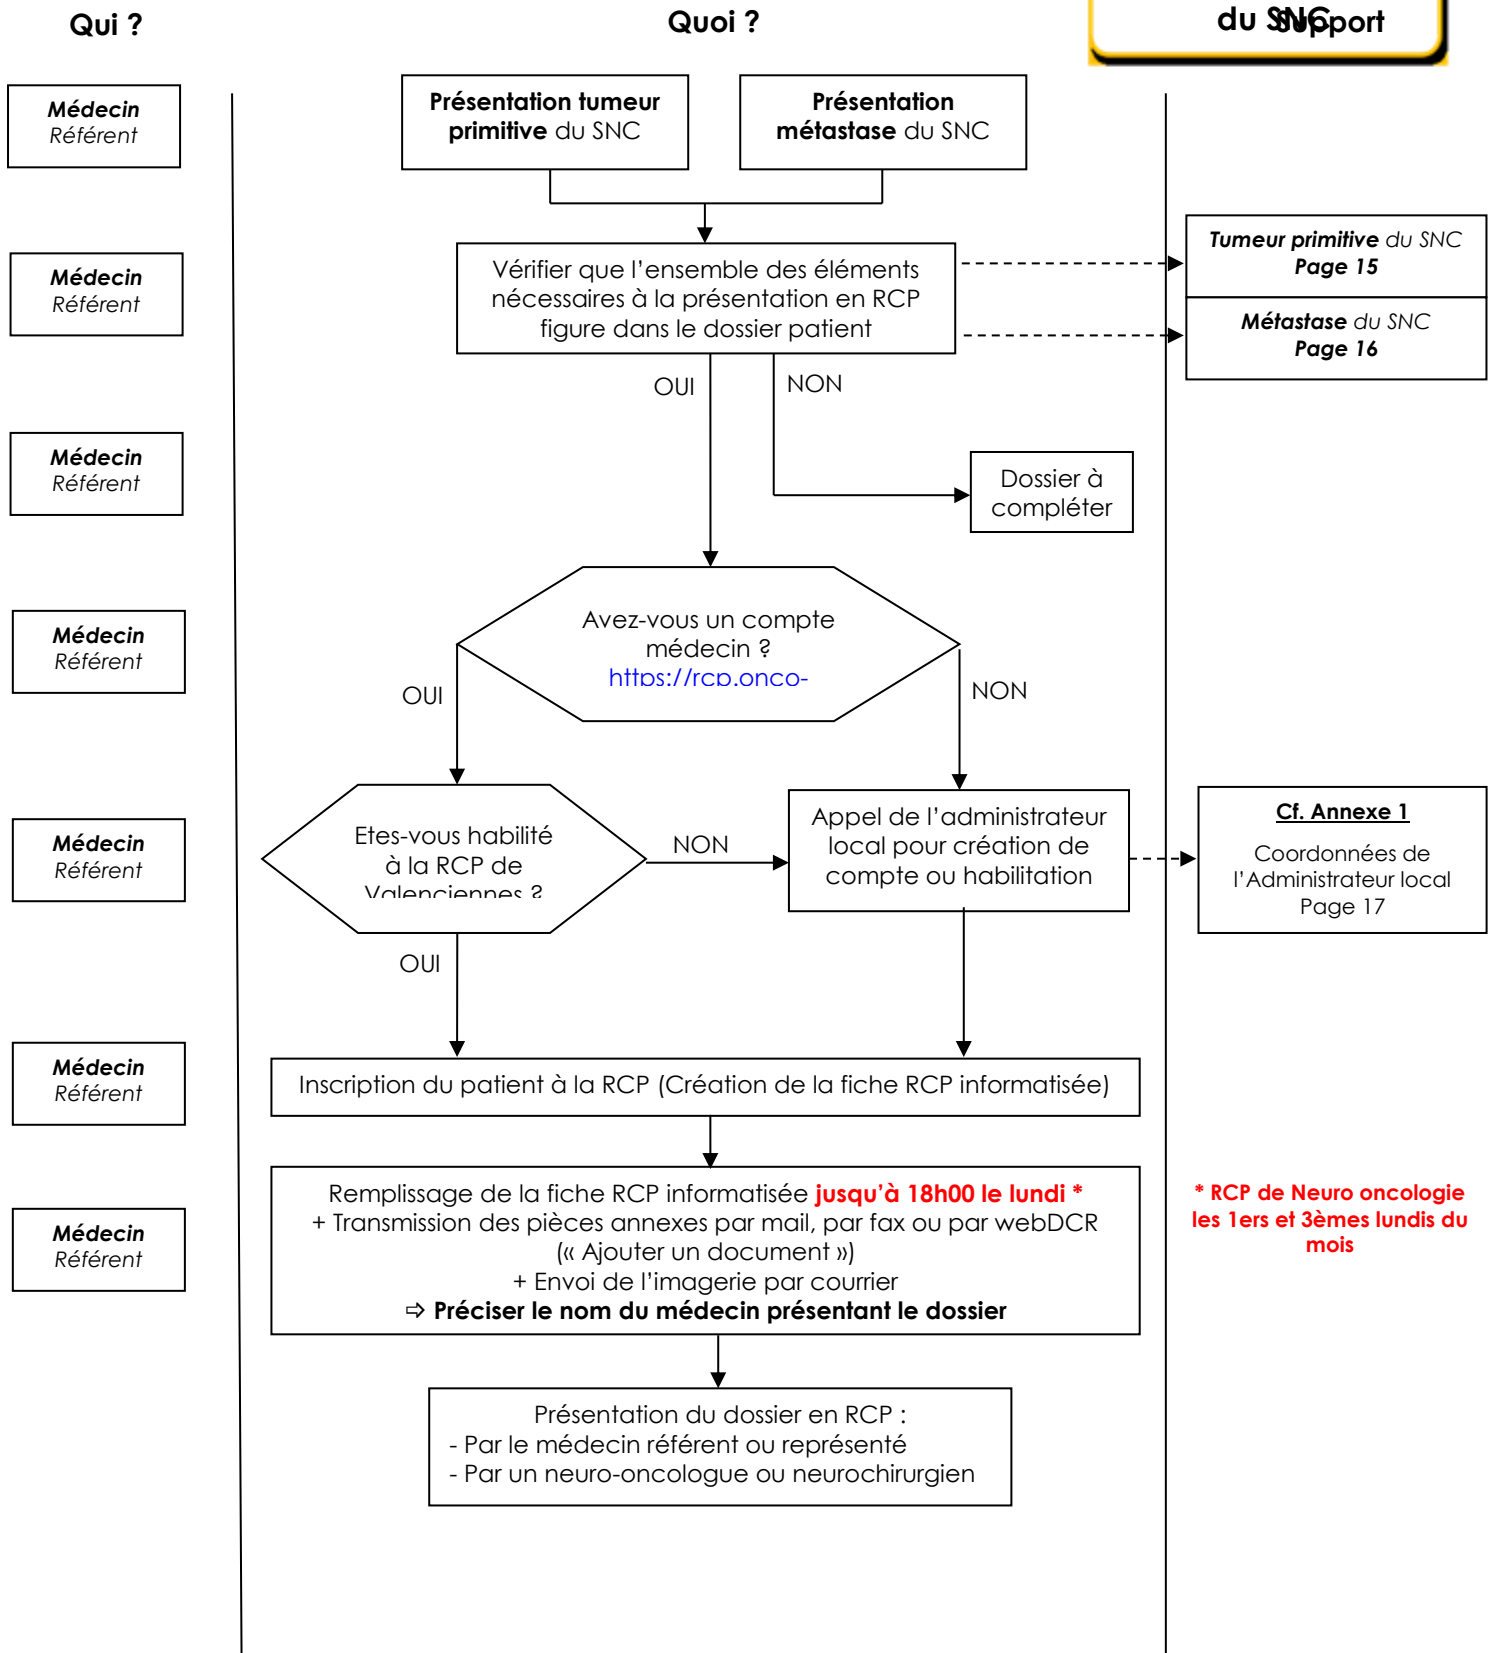 Qui ?
Quoi ?
du SNC
Support
Médecin
Référent
Présentation tumeur
primitive du SNC
Présentation
métastase du SNC
Médecin
Référent
Vérifier que l'ensemble des éléments
nécessaires à la présentation en RCP
figure dans le dossier patient
Tumeur primitive du SNC
Page 15
Métastase du SNC
Page 16
OUI
NON
Médecin
Référent
Dossier à
compléter
Médecin
Référent
Avez-vous un compte
médecin ?
https://rcp.onco-
OUI
NON
Médecin
Référent
Etes-vous habilité
à la RCP de
Valenciennes ?
NON
Appel de l'administrateur
local pour création de
compte ou habilitation
Cf. Annexe 1
Coordonnées de
l'Administrateur local
Page 17
OUI
Médecin
Référent
Inscription du patient à la RCP (Création de la fiche RCP informatisée)
Médecin
Référent
Remplissage de la fiche RCP informatisée jusqu'à 18h00 le lundi *
+ Transmission des pièces annexes par mail, par fax ou par webDCR
(« Ajouter un document »)
+ Envoi de l'imagerie par courrier
⇨ Préciser le nom du médecin présentant le dossier
* RCP de Neuro oncologie
les 1ers et 3èmes lundis du
mois
Présentation du dossier en RCP :
- Par le médecin référent ou représenté
- Par un neuro-oncologue ou neurochirurgien